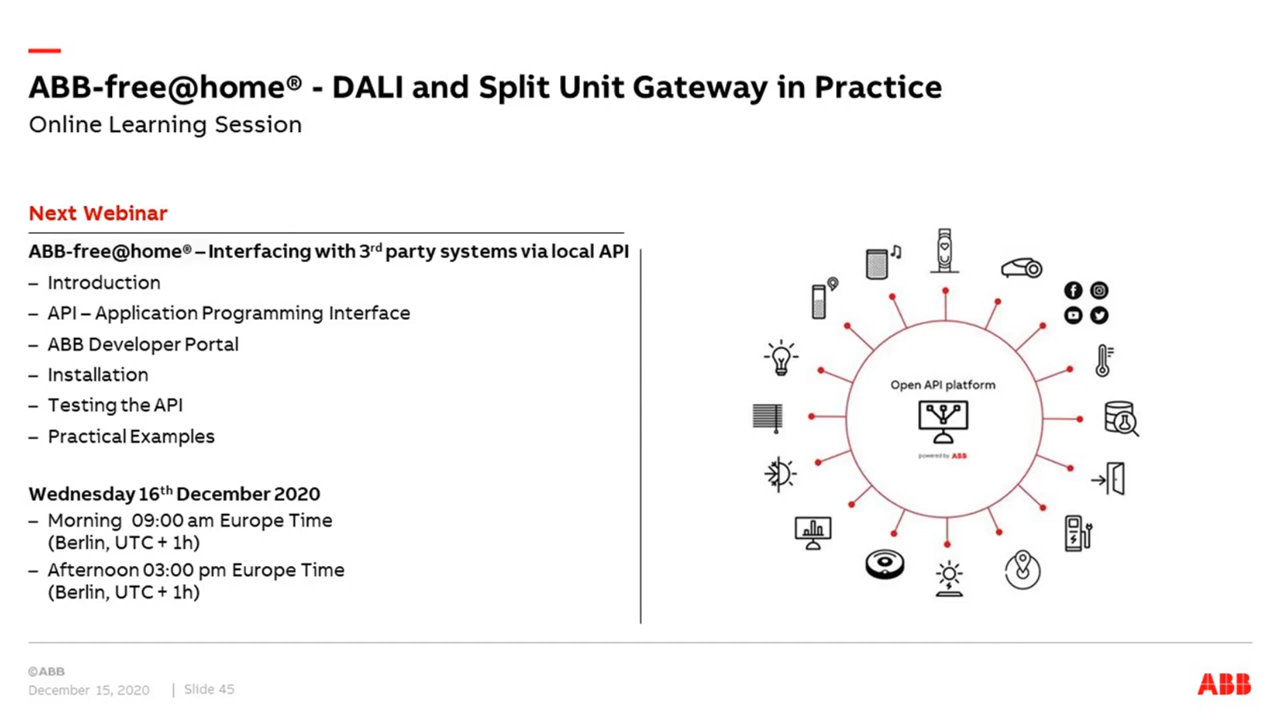 ABB-free@home® - DALI and Split Unit Gateway in Practice
Online Learning Session
Next Webinar
ABB-free@home® – Interfacing with 3rd party systems via local API
– Introduction
– API – Application Programming Interface
– ABB Developer Portal
– Installation
– Testing the API
– Practical Examples
Wednesday 16th December 2020
– Morning 09:00 am Europe Time
(Berlin, UTC + 1h)
– Afternoon 03:00 pm Europe Time
(Berlin, UTC + 1h)
Open API platform
powered by ABB
©ABB
December 15, 2020 | Slide 45
ABB